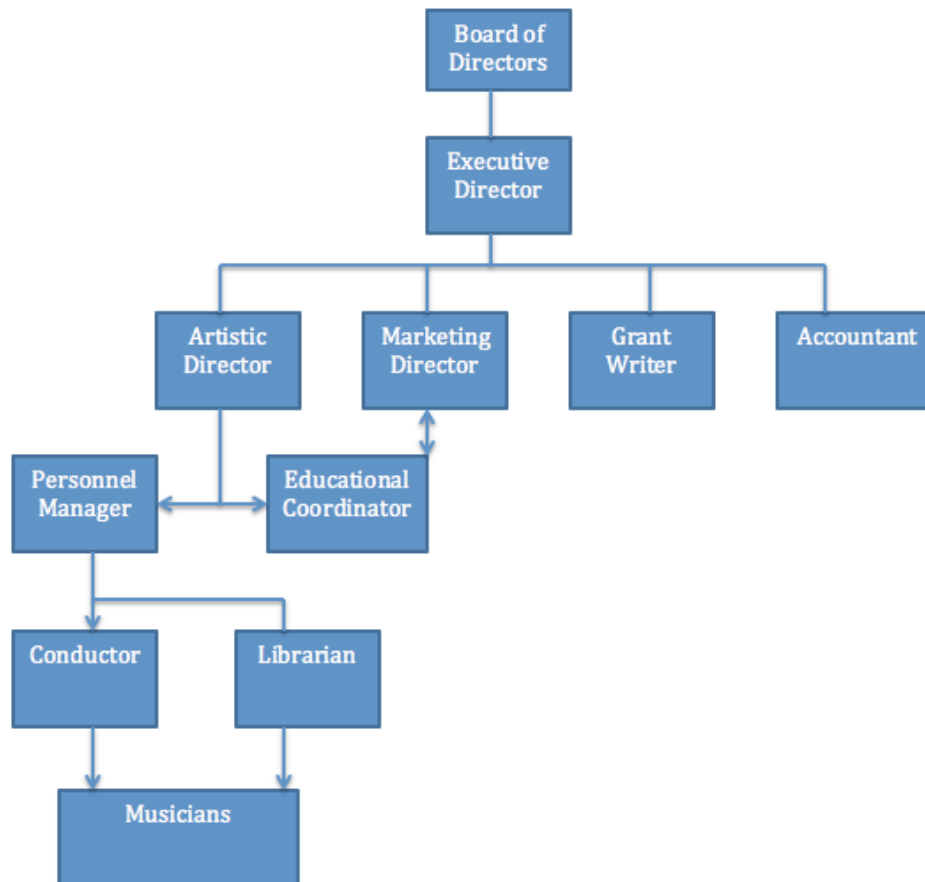 Board of
Directors
Executive
Director
Artistic
Director
Marketing
Director
Grant
Writer
Accountant
Personnel
Manager
Educational
Coordinator
Conductor
Librarian
Musicians